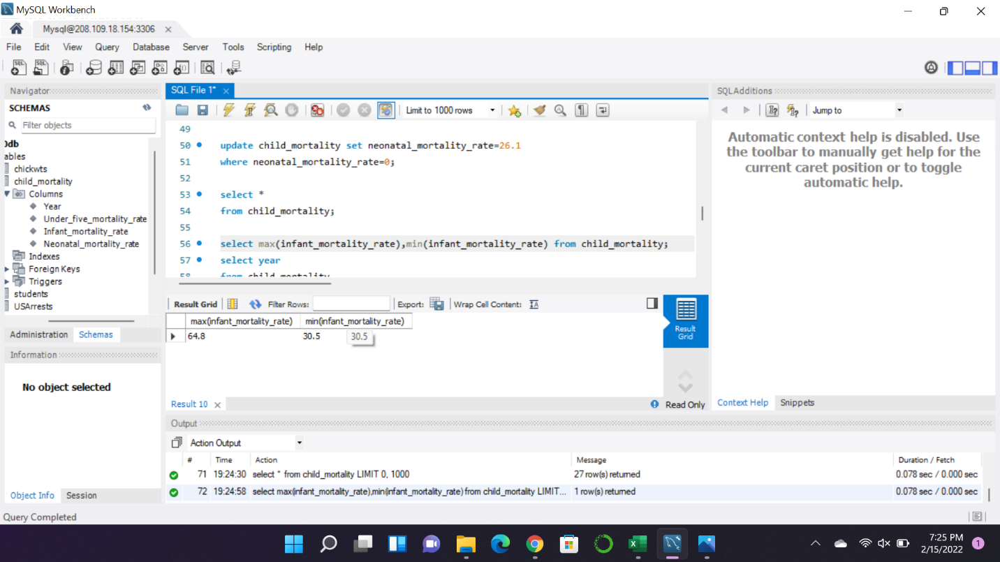 MySQL Workbench
Mysql@208.109.18.154:3306
File Edit View Query Database Server Tools Scripting Help
Navigator
SCHEMAS
Filter objects
ables
chickwts
child_mortality
Columns
Year
Under_five_mortality_rate
Infant_mortality_rate
Neonatal_mortality_rate
Indexes
Foreign Keys
Triggers
students
USArrests
Administration Schemas
Information
No object selected
Object Info Session
SQL File 1*
Limit to 1000 rows
49
50 update child_mortality set neonatal_mortality_rate=26.1
51 where neonatal_mortality_rate=0;
52
53 select *
54 from child_mortality;
55
56 select max(infant_mortality_rate),min(infant_mortality_rate) from child_mortality;
57 select year
58 from child_mortality
Result Grid Filter Rows: Export: Wrap Cell Content:
max(infant_mortality_rate) min(infant_mortality_rate)
64.8 30.5
30.5
Result Grid
Result 10
Read Only
SQLAdditions
Jump to
Automatic context help is disabled. Use
the toolbar to manually get help for the
current caret position or to toggle
automatic help.
Context Help Snippets
Output
Action Output
# Time Action Message Duration / Fetch
71 19:24:30 select * from child_mortality LIMIT 0, 1000 27 row(s) returned 0.078 sec / 0.000 sec
72 19:24:58 select max(infant_mortality_rate),min(infant_mortality_rate) from child_mortality LIMIT... 1 row(s) returned 0.078 sec / 0.000 sec
Query Completed
7:25 PM
2/15/2022
1